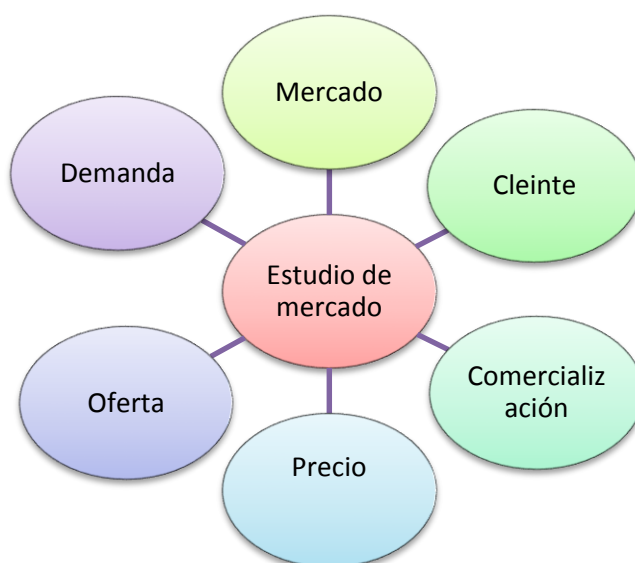 Mercado
Demanda
Cleinte
Estudio de
mercado
Comercializ
ación
Oferta
Precio